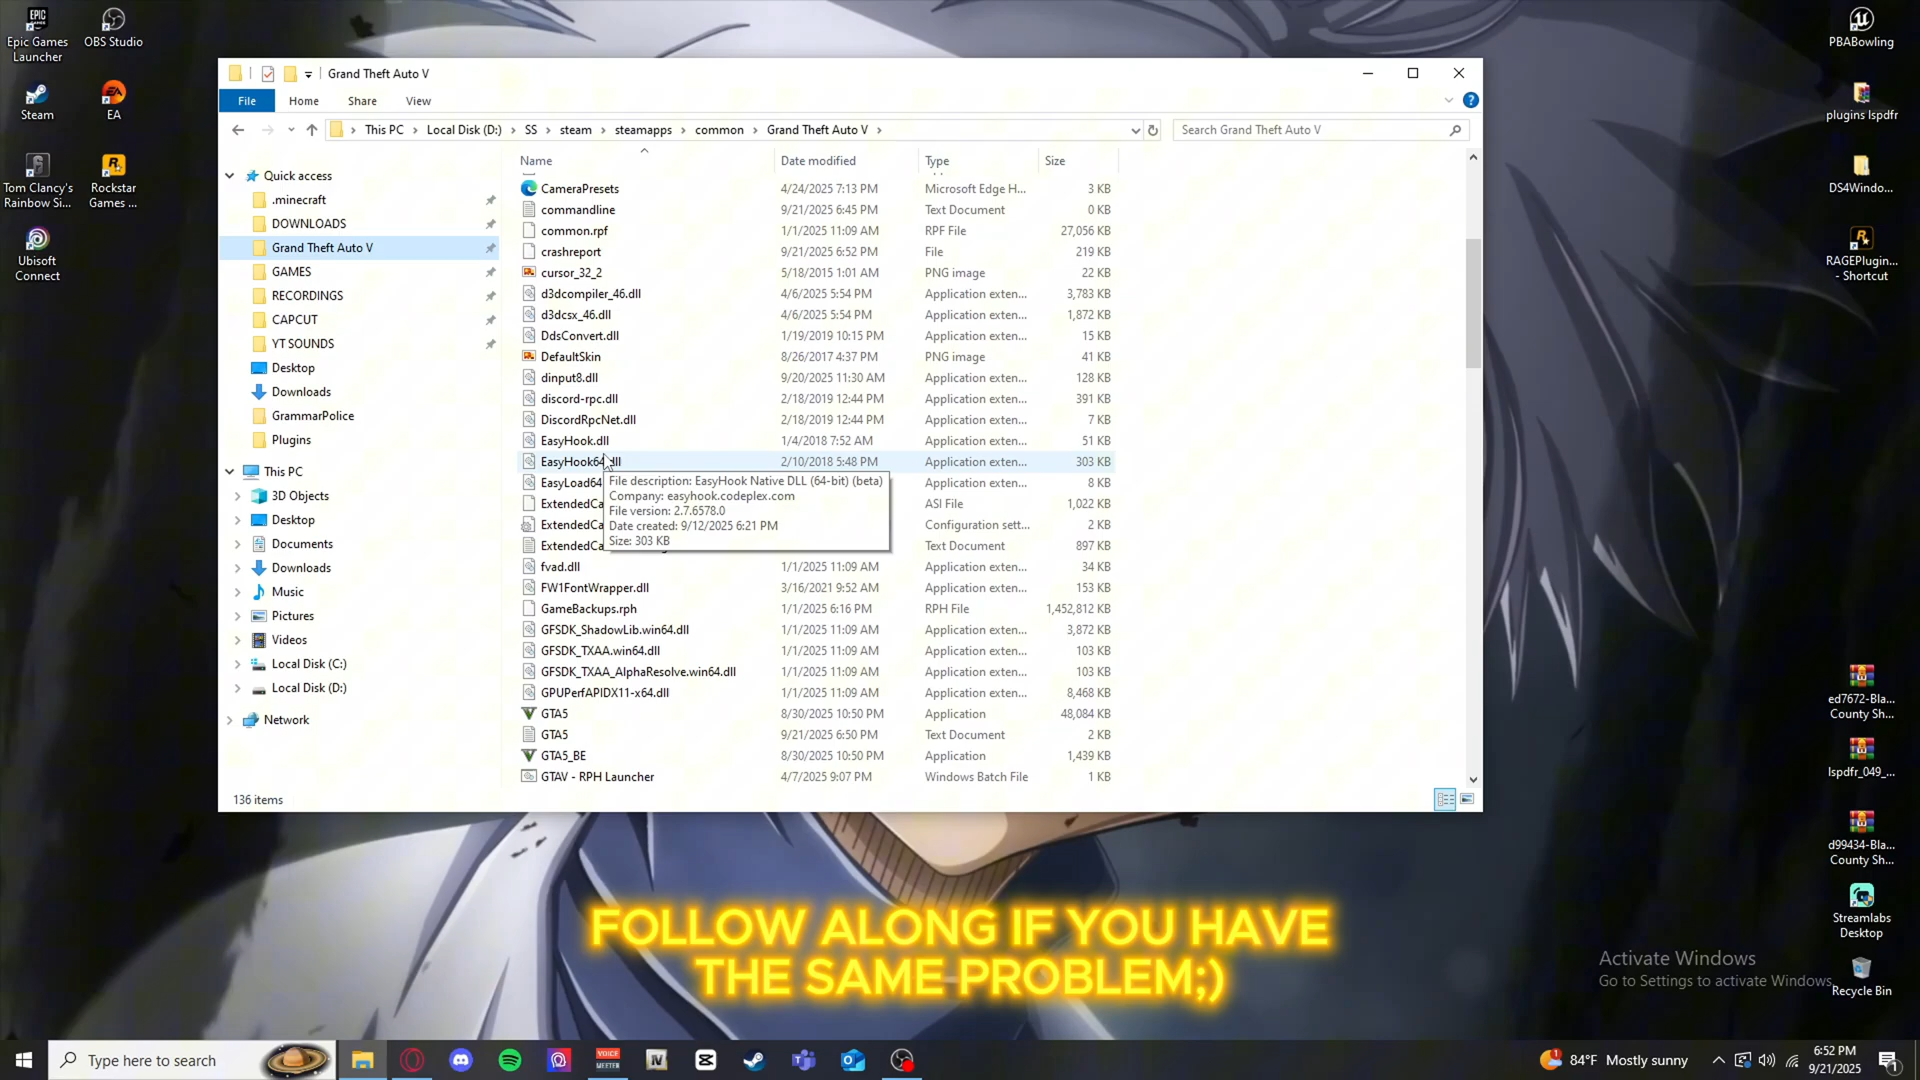 Epic Games
Launcher
OBS Studio
Steam
EA
Tom Clancy's
Rainbow Si...
Rockstar
Games ...
Ubisoft
Connect
Grand Theft Auto V
File
Home
Share
View
This PC
Local Disk (D:)
SS
steam
steamapps
common
Grand Theft Auto V
Search Grand Theft Auto V
Quick access
.minecraft
DOWNLOADS
Grand Theft Auto V
GAMES
RECORDINGS
CAPCUT
YT SOUNDS
Desktop
Downloads
GrammarPolice
Plugins
This PC
3D Objects
Desktop
Documents
Downloads
Music
Pictures
Videos
Local Disk (C:)
Local Disk (D:)
Network
Name Date modified Type Size
CameraPresets 4/24/2025 7:13 PM Microsoft Edge H... 3 KB
commandline 9/21/2025 6:45 PM Text Document 0 KB
common.rpf 1/1/2025 11:09 AM RPF File 27,056 KB
crashreport 9/21/2025 6:52 PM File 219 KB
cursor_32_2 5/18/2015 1:01 AM PNG image 22 KB
d3dcompiler_46.dll 4/6/2025 5:54 PM Application exten... 3,783 KB
d3dcsx_46.dll 4/6/2025 5:54 PM Application exten... 1,872 KB
DdsConvert.dll 1/19/2019 10:15 PM Application exten... 15 KB
DefaultSkin 8/26/2017 4:37 PM PNG image 41 KB
dinput8.dll 9/20/2025 11:30 AM Application exten... 128 KB
discord-rpc.dll 2/18/2019 12:44 PM Application exten... 391 KB
DiscordRpcNet.dll 2/18/2019 12:44 PM Application exten... 7 KB
EasyHook.dll 1/4/2018 7:52 AM Application exten... 51 KB
EasyHook64.dll 2/10/2018 5:48 PM Application exten... 303 KB
EasyLoad64 Application exten... 8 KB
ExtendedCa ASI File 1,022 KB
ExtendedCa Configuration sett... 2 KB
ExtendedCa Text Document 897 KB
File description: EasyHook Native DLL (64-bit) (beta)
Company: easyhook.codeplex.com
File version: 2.7.6578.0
Date created: 9/12/2025 6:21 PM
Size: 303 KB
fvad.dll 1/1/2025 11:09 AM Application exten... 34 KB
FW1FontWrapper.dll 3/16/2021 9:52 AM Application exten... 153 KB
GameBackups.rph 1/1/2025 6:16 PM RPH File 1,452,812 KB
GFSDK_ShadowLib.win64.dll 1/1/2025 11:09 AM Application exten... 3,872 KB
GFSDK_TXAA.win64.dll 1/1/2025 11:09 AM Application exten... 103 KB
GFSDK_TXAA_AlphaResolve.win64.dll 1/1/2025 11:09 AM Application exten... 103 KB
GPUPerfAPIDX11-x64.dll 1/1/2025 11:09 AM Application exten... 8,468 KB
GTA5 8/30/2025 10:50 PM Application 48,084 KB
GTA5 9/21/2025 6:50 PM Text Document 2 KB
GTA5_BE 8/30/2025 10:50 PM Application 1,439 KB
GTAV - RPH Launcher 4/7/2025 9:07 PM Windows Batch File 1 KB
136 items
PBABowling
plugins lspdfr
DS4Windo...
RAGEPlugin...
- Shortcut
ed7672-Bla...
County Sh...
lspdfr_049_...
d99434-Bla...
County Sh...
Streamlabs
Desktop
Recycle Bin
FOLLOW ALONG IF YOU HAVE
THE SAME PROBLEM;)
Activate Windows
Go to Settings to activate Windows.
Type here to search
VOICE
MEETER
84°F Mostly sunny
6:52 PM
9/21/2025
1